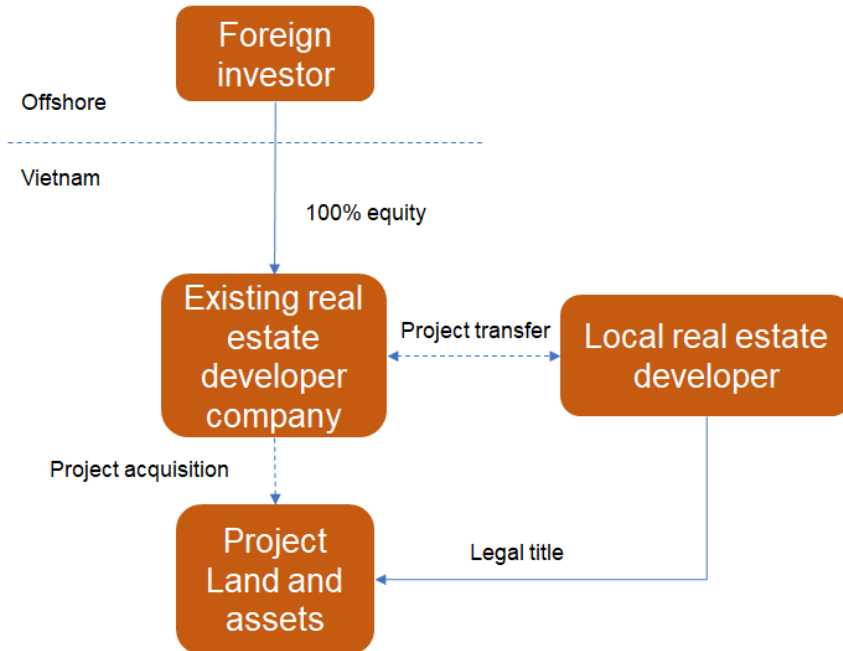 Foreign
investor
Offshore
Vietnam
100% equity
Existing real
estate
developer
company
Project transfer
Local real estate
developer
Project acquisition
Project
Land and
assets
Legal title